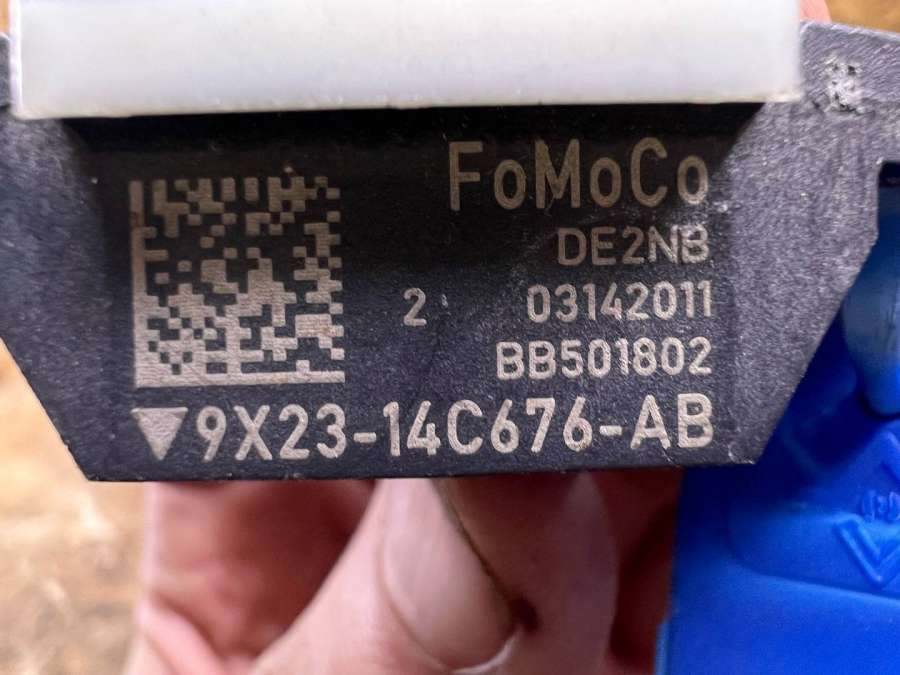 FoMoCo
DE2NB
2 03142011
BB501802
9X23-14C676-AB